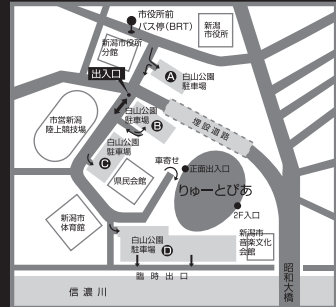 市役所前
バス停(BRT)
新潟
市役所
新潟市役所
分館
出入口
A
白山公園
駐車場
白山公園
駐車場
B
埋設道路
市営新潟
陸上競技場
白山公園
駐車場
C
車寄せ
正面出入口
県民会館
りゅーとぴあ
2F入口
新潟市
体育館
白山公園
駐車場
D
新潟市
音楽文化
会館
昭和大橋
臨時出口
信濃川